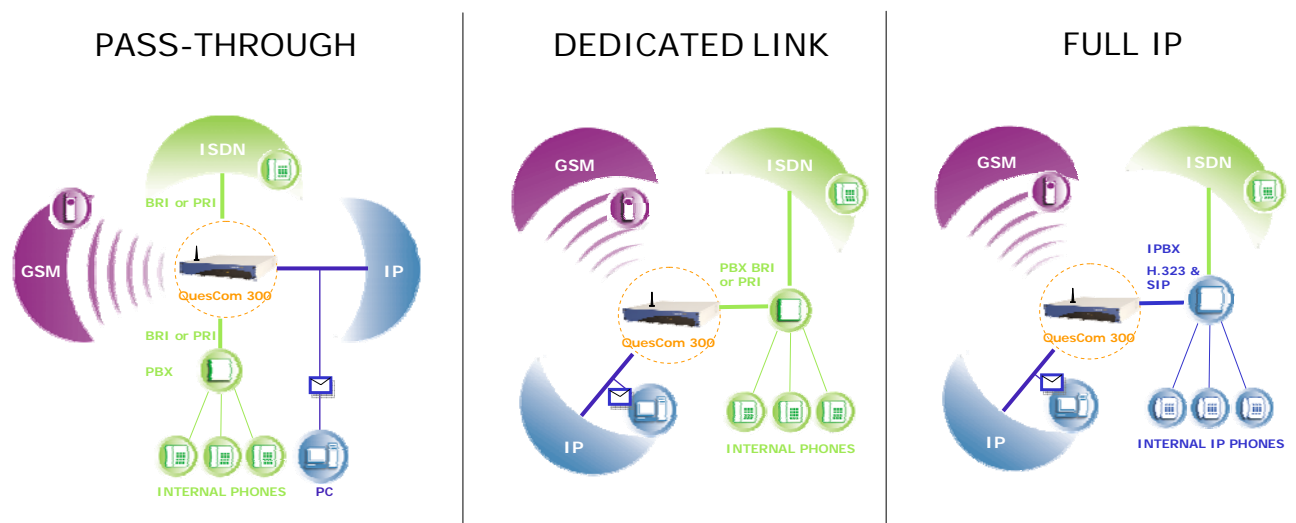 PASS-THROUGH
ISDN
BRI or PRI
GSM
IP
QuesCom 300
BRI or PRI
PBX
INTERNAL PHONES
PC
DEDICATED LINK
GSM
ISDN
PBX BRI
or PRI
QuesCom 300
IP
INTERNAL PHONES
FULL IP
GSM
ISDN
IPBX
H.323 &
SIP
QuesCom 300
IP
INTERNAL IP PHONES